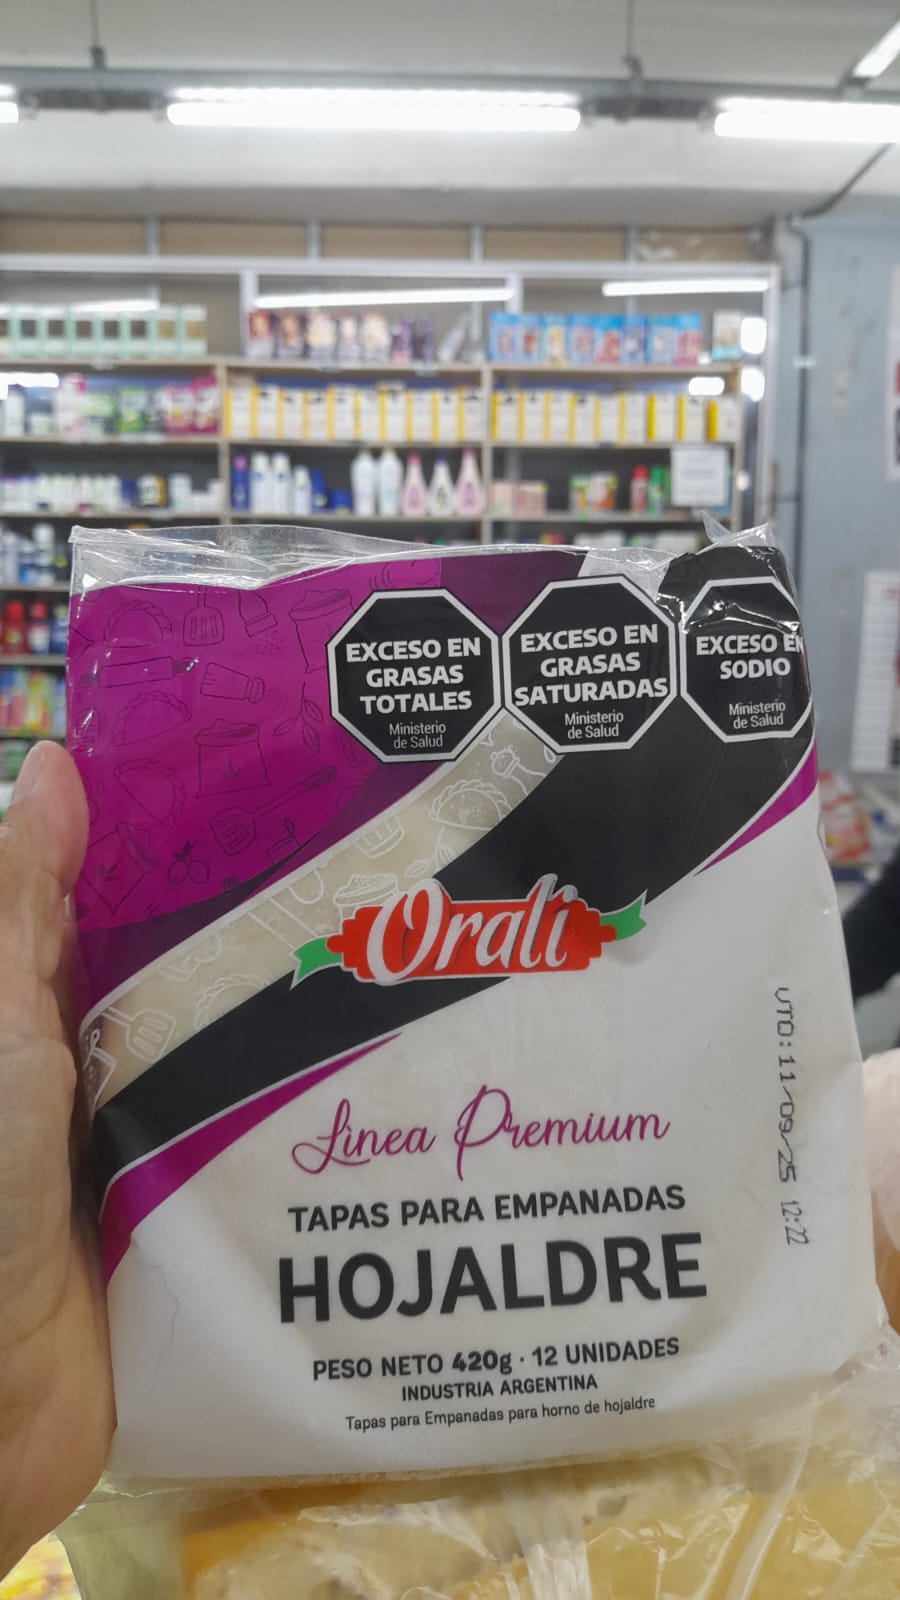 EXCESO EN
GRASAS
TOTALES
Ministerio
de Salud
EXCESO EN
GRASAS
SATURADAS
Ministerio
de Salud
EXCESO EN
SODIO
Ministerio
de Salud
Orali
Linea Premium
TAPAS PARA EMPANADAS
HOJALDRE
PESO NETO 420g · 12 UNIDADES
INDUSTRIA ARGENTINA
Tapas para Empanadas para horno de hojaldre
VTO:11/09/25 12:22